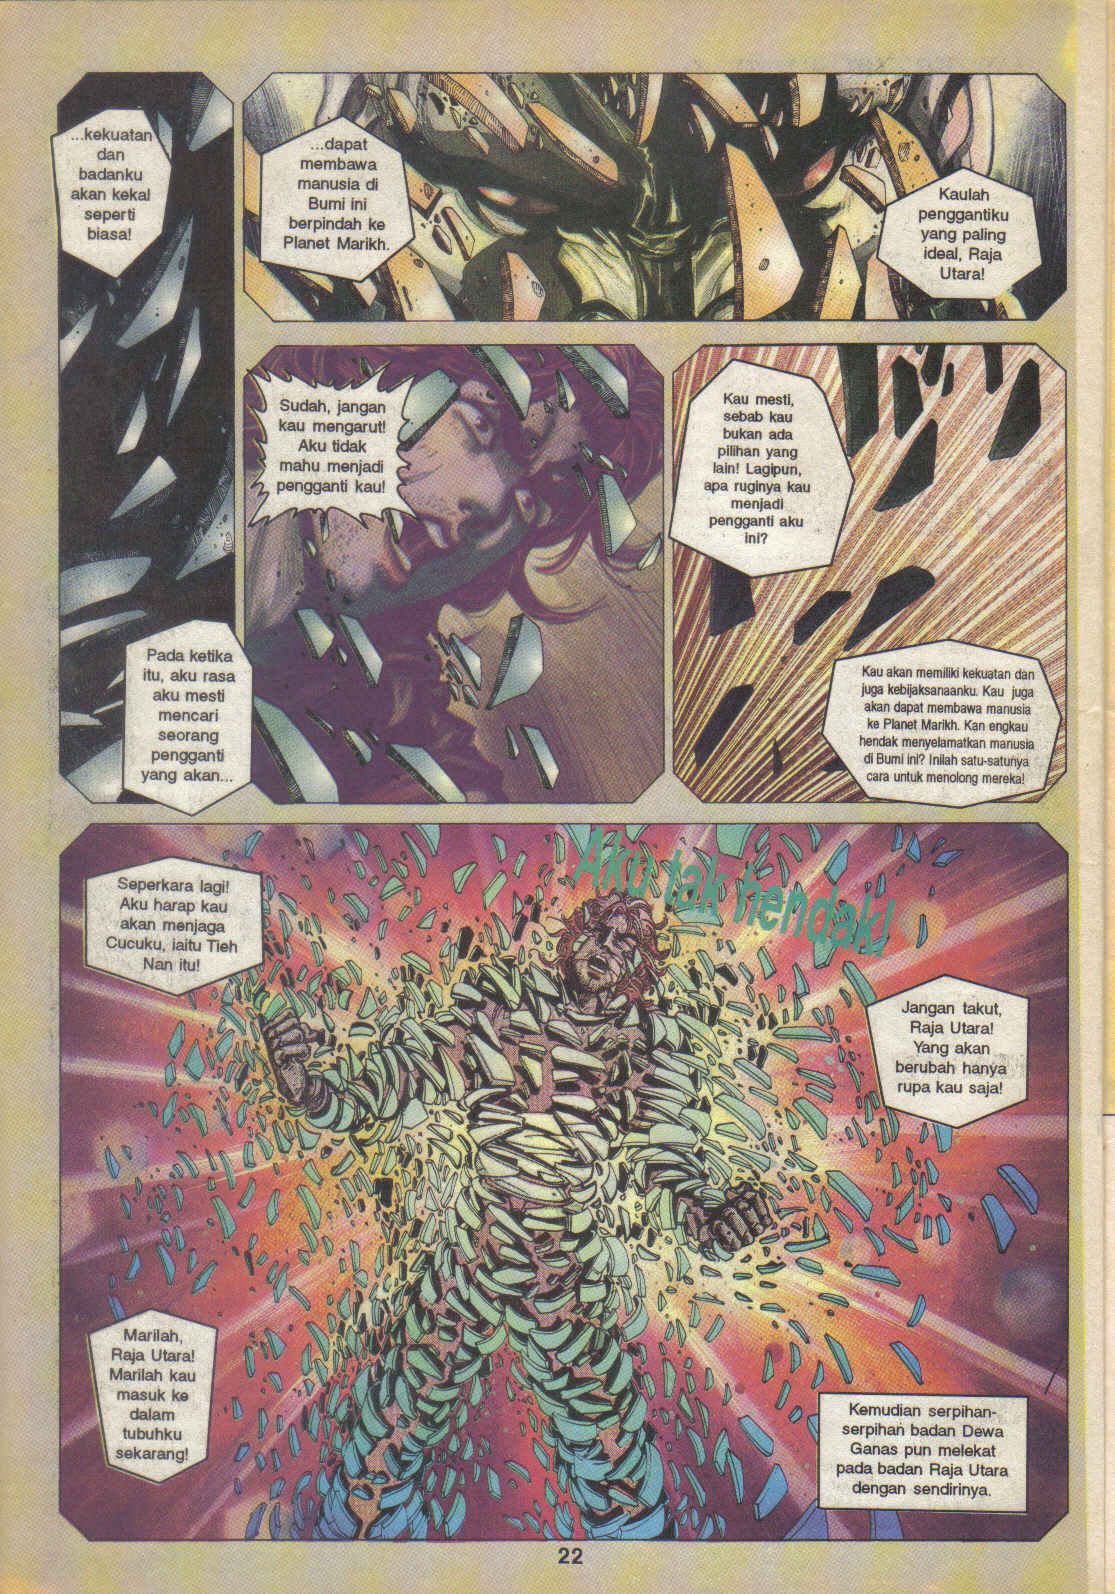 ...kekuatan
dan
badanku
akan kekal
seperti
biasa!
Pada ketika
itu, aku rasa
aku mesti
mencari
seorang
pengganti
yang akan...
...dapat
membawa
manusia di
Bumi ini
berpindah ke
Planet Marikh.
Kaulah
penggantiku
yang paling
ideal, Raja
Utara!
Sudah, jangan
kau mengarut!
Aku tidak
mahu menjadi
pengganti kau!
Kau mesti,
sebab kau
bukan ada
pilihan yang
lain! Lagipun,
apa ruginya kau
menjadi
pengganti aku
ini?
Kau akan memiliki kekuatan dan
juga kebijaksanaanku. Kau juga
akan dapat membawa manusia
ke Planet Marikh. Kan engkau
hendak menyelamatkan manusia
di Bumi ini? Inilah satu-satunya
cara untuk menolong mereka!
Seperkara lagi!
Aku harap kau
akan menjaga
Cucuku, iaitu Tieh
Nan itu!
Aku tak hendak!
Jangan takut,
Raja Utara!
Yang akan
berubah hanya
rupa kau saja!
Marilah,
Raja Utara!
Marilah kau
masuk ke
dalam
tubuhku
sekarang!
Kemudian serpihan-
serpihan badan Dewa
Ganas pun melekat
pada badan Raja Utara
dengan sendirinya.
22